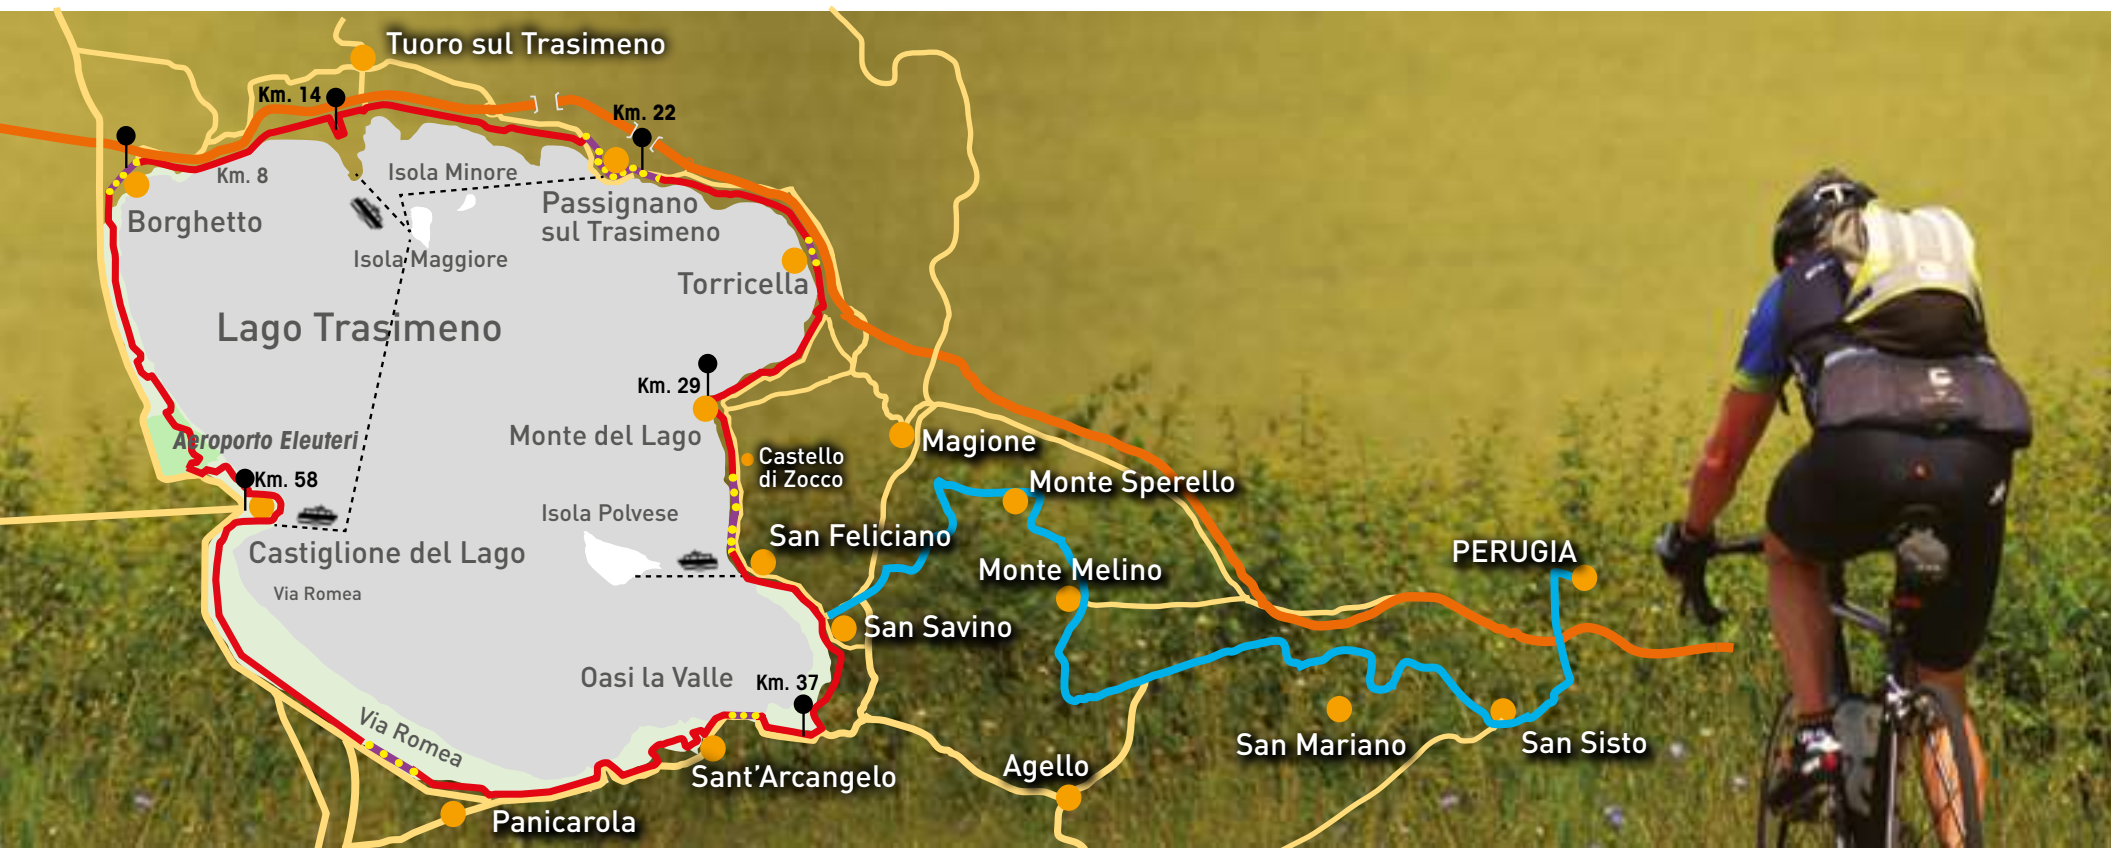 Tuoro sul Trasimeno
Km. 14
Km. 22
Km. 8
Isola Minore
Borghetto
Passignano
sul Trasimeno
Isola Maggiore
Torricella
Lago Trasimeno
Km. 29
Monte del Lago
Aeroporto Eleuteri
Magione
Castello
di Zocco
Km. 58
Monte Sperello
Isola Polvese
San Feliciano
Castiglione del Lago
PERUGIA
Monte Melino
Via Romea
San Savino
Oasi la Valle
Km. 37
Via Romea
San Mariano
San Sisto
Sant'Arcangelo
Agello
Panicarola